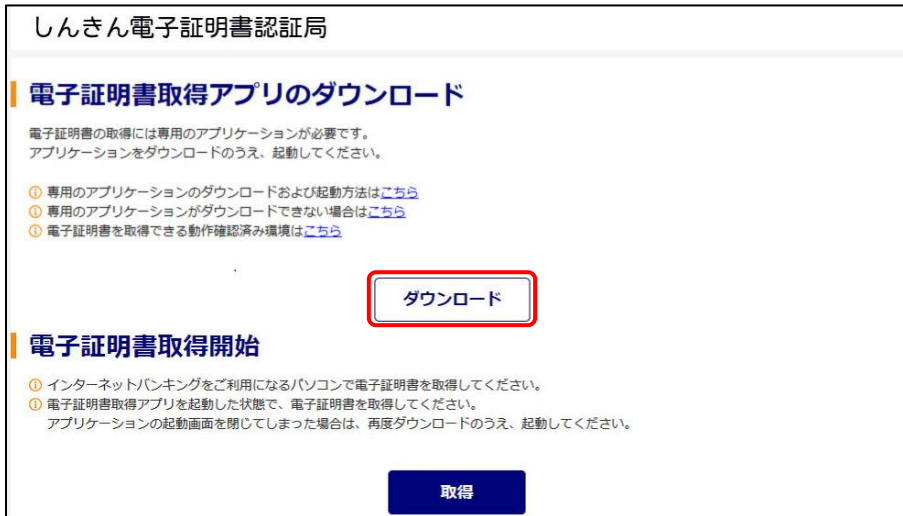 しんきん電子証明書認証局
電子証明書取得アプリのダウンロード
電子証明書の取得には専用のアプリケーションが必要です。
アプリケーションをダウンロードのうえ、起動してください。
専用のアプリケーションのダウンロードおよび起動方法はこちら
専用のアプリケーションがダウンロードできない場合はこちら
電子証明書を取得できる動作確認済み環境はこちら
ダウンロード
電子証明書取得開始
インターネットバンキングをご利用になるパソコンで電子証明書を取得してください。
電子証明書取得アプリを起動した状態で、電子証明書を取得してください。
アプリケーションの起動画面を閉じてしまった場合は、再度ダウンロードのうえ、起動してください。
取得